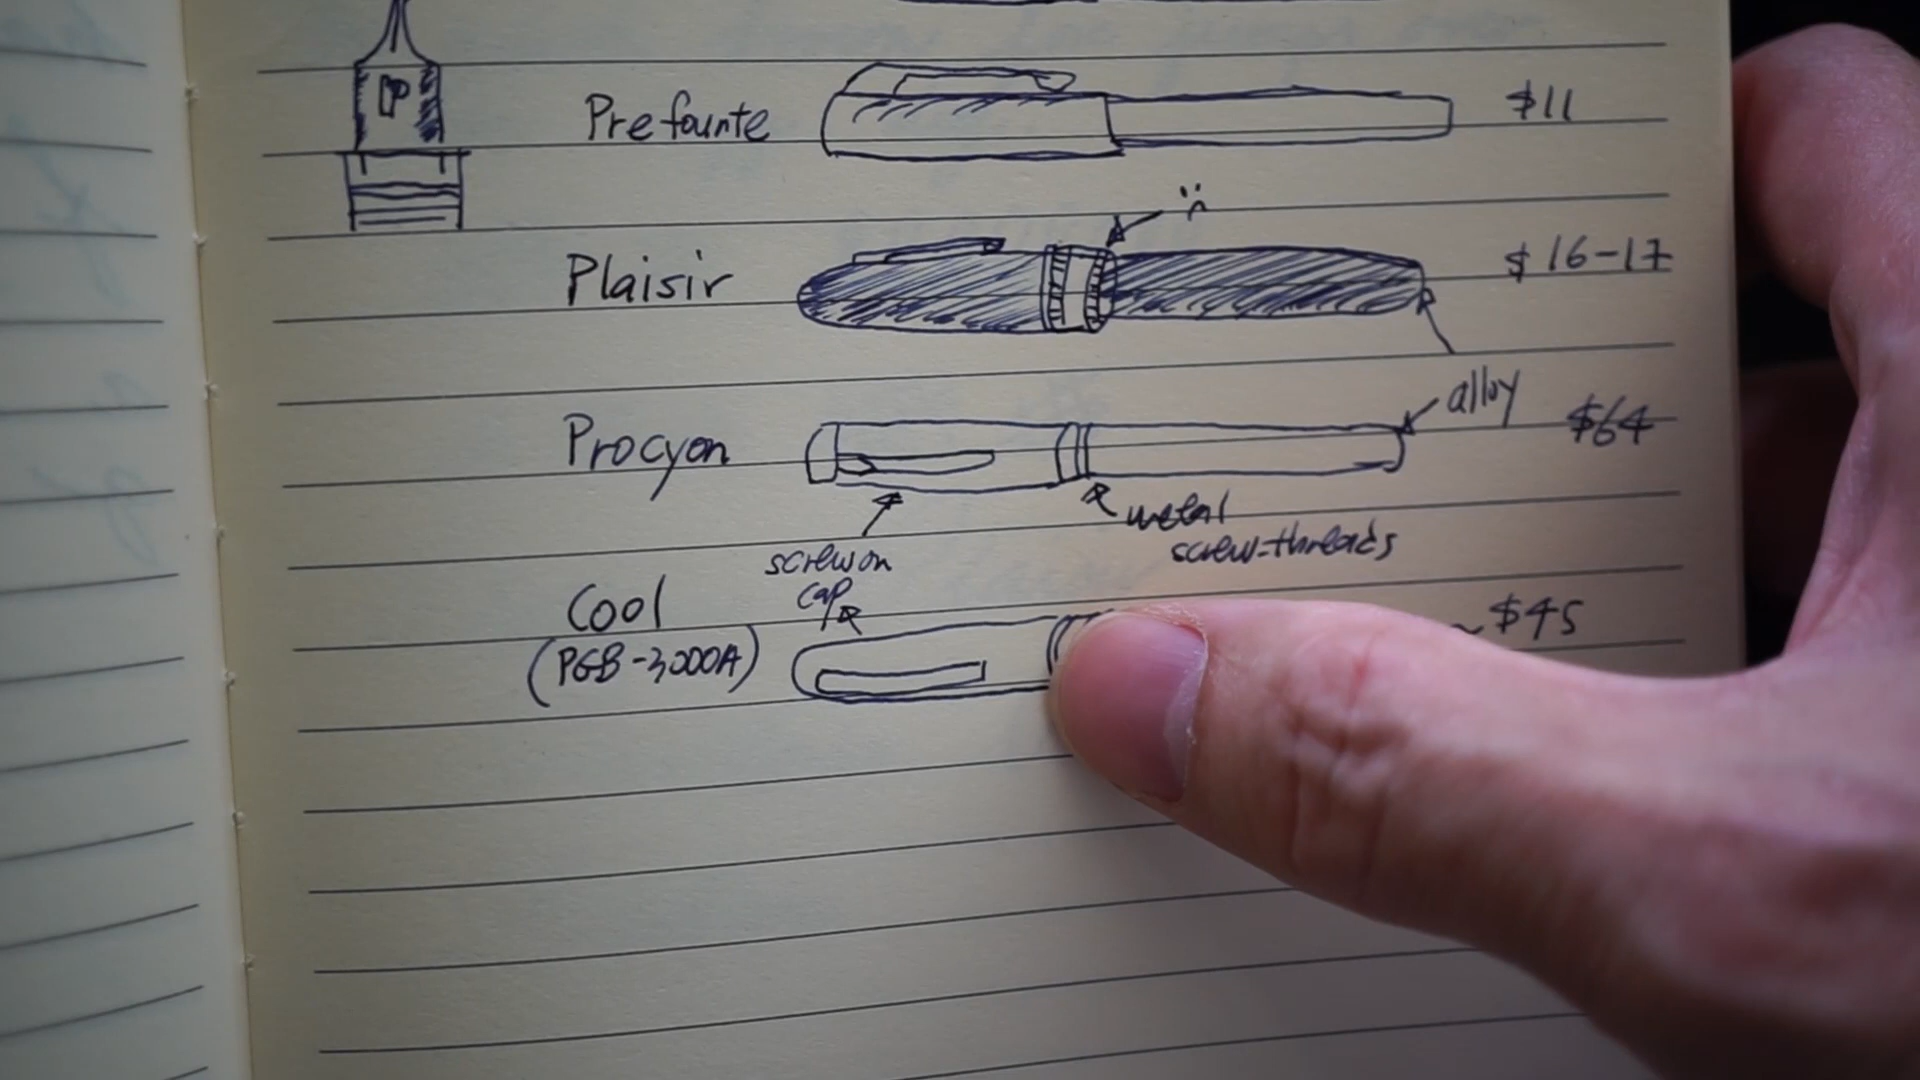 P
Prefounte $11
Plaisir $16-17
alloy
Procyon $64
metal
screw-threads
screw on
cap
Cool ~$45
(PGB-3000A)